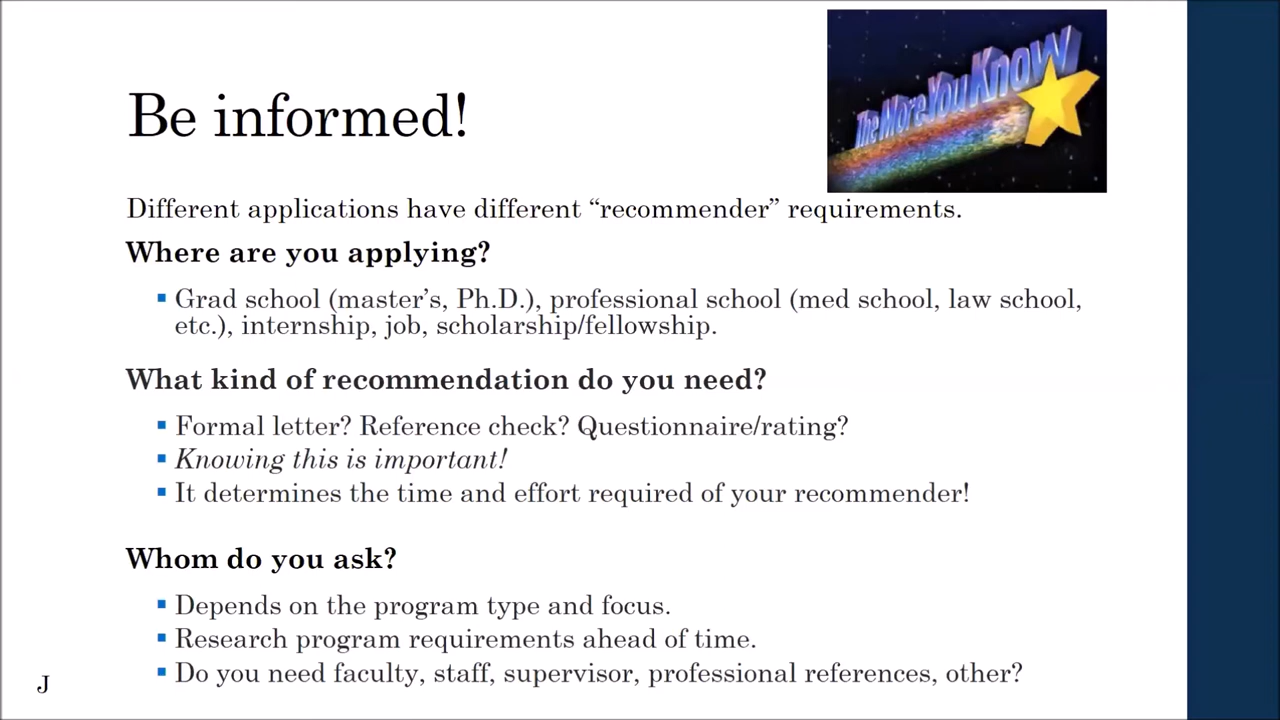 The More You Know
Be informed!
Different applications have different “recommender” requirements.
Where are you applying?
▪ Grad school (master’s, Ph.D.), professional school (med school, law school,
etc.), internship, job, scholarship/fellowship.
What kind of recommendation do you need?
▪ Formal letter? Reference check? Questionnaire/rating?
▪ Knowing this is important!
▪ It determines the time and effort required of your recommender!
Whom do you ask?
▪ Depends on the program type and focus.
▪ Research program requirements ahead of time.
▪ Do you need faculty, staff, supervisor, professional references, other?
J